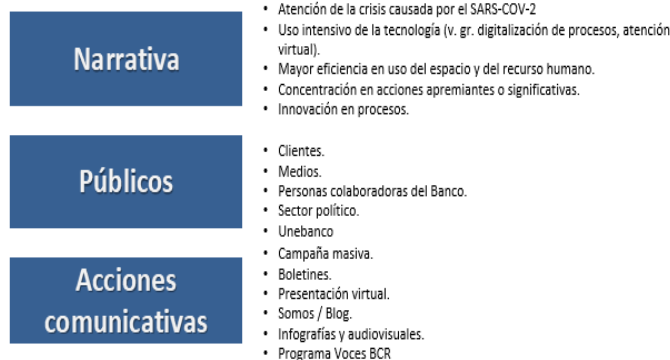 Narrativa
• Atención de la crisis causada por el SARS-COV-2
• Uso intensivo de la tecnología (v. gr. digitalización de procesos, atención
virtual).
• Mayor eficiencia en uso del espacio y del recurso humano.
• Concentración en acciones apremiantes o significativas.
• Innovación en procesos.
Públicos
• Clientes.
• Medios.
• Personas colaboradoras del Banco.
• Sector político.
• Unebanco
Acciones
comunicativas
• Campaña masiva.
• Boletines.
• Presentación virtual.
• Somos / Blog.
• Infografías y audiovisuales.
• Programa Voces BCR